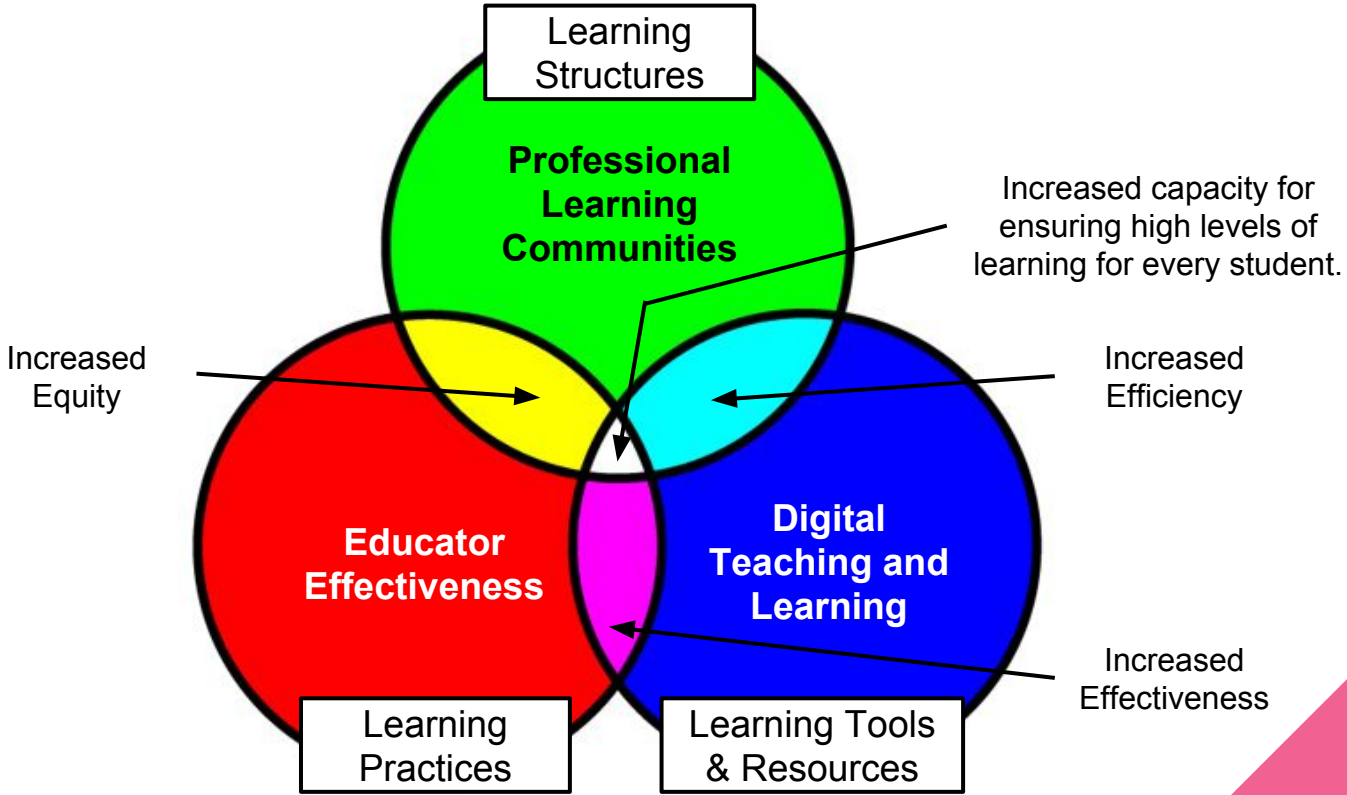 Learning
Structures
Professional
Learning
Communities
Increased capacity for
ensuring high levels of
learning for every student.
Increased
Equity
Increased
Efficiency
Educator
Effectiveness
Digital
Teaching and
Learning
Increased
Effectiveness
Learning
Practices
Learning Tools
& Resources